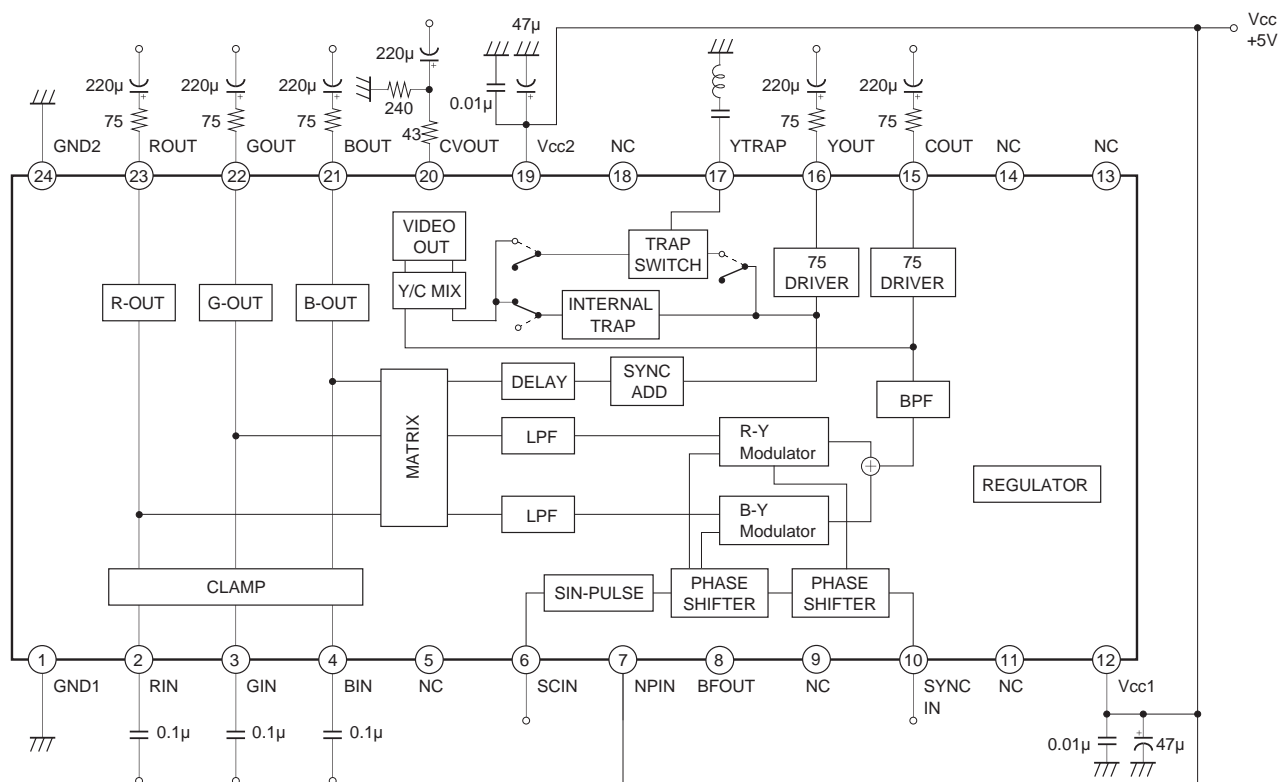 47µ
Vcc
+5V
220µ
220µ
220µ
220µ
0.01µ
220µ
220µ
240
75
75
75
43
75
75
GND2
ROUT
GOUT
BOUT
CVOUT
Vcc2
NC
YTRAP
YOUT
COUT
NC
NC
24
23
22
21
20
19
18
17
16
15
14
13
VIDEO
OUT
TRAP
SWITCH
75
DRIVER
75
DRIVER
R-OUT
G-OUT
B-OUT
Y/C MIX
INTERNAL
TRAP
MATRIX
DELAY
SYNC
ADD
BPF
LPF
R-Y
Modulator
REGULATOR
LPF
B-Y
Modulator
CLAMP
SIN-PULSE
PHASE
SHIFTER
PHASE
SHIFTER
1
2
3
4
5
6
7
8
9
10
11
12
GND1
RIN
GIN
BIN
NC
SCIN
NPIN
BFOUT
NC
SYNC
IN
NC
Vcc1
0.1µ
0.1µ
0.1µ
0.01µ
47µ